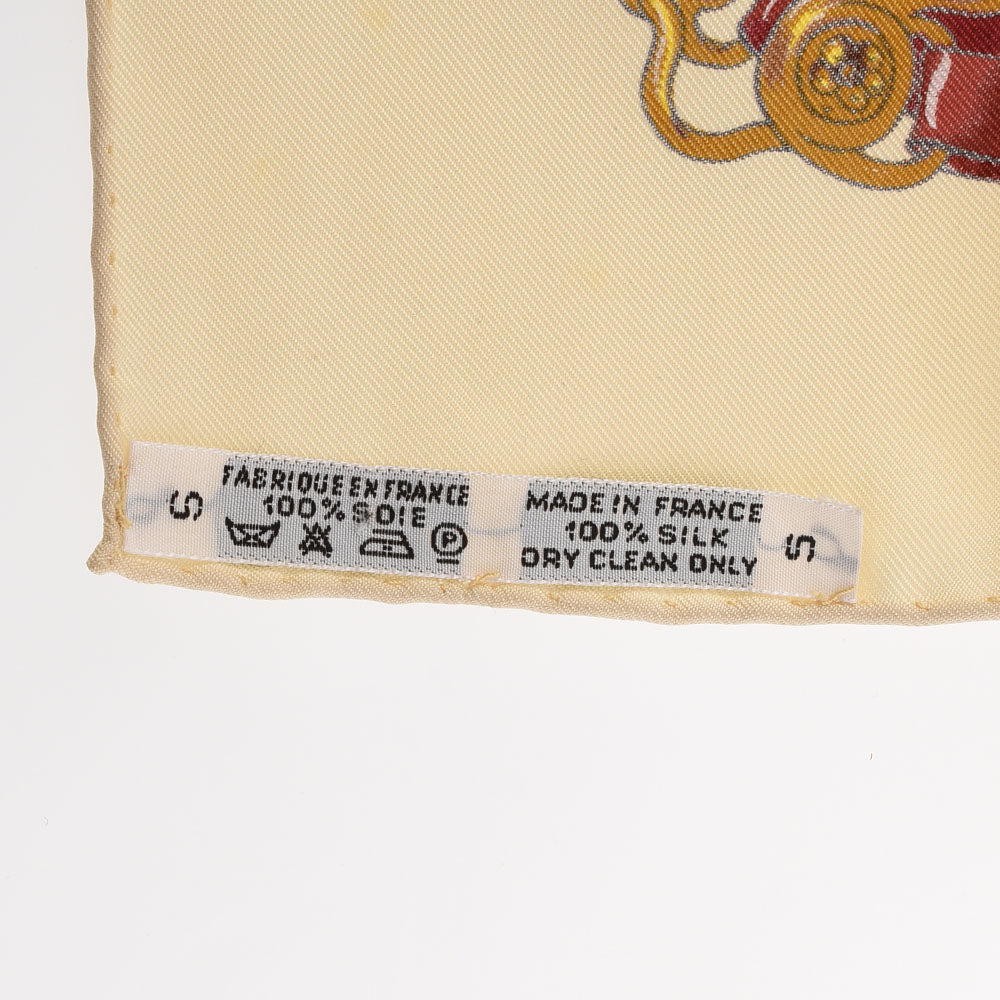 S
FABRIQUE EN FRANCE
100% SOIE
P
MADE IN FRANCE
100% SILK
DRY CLEAN ONLY
S